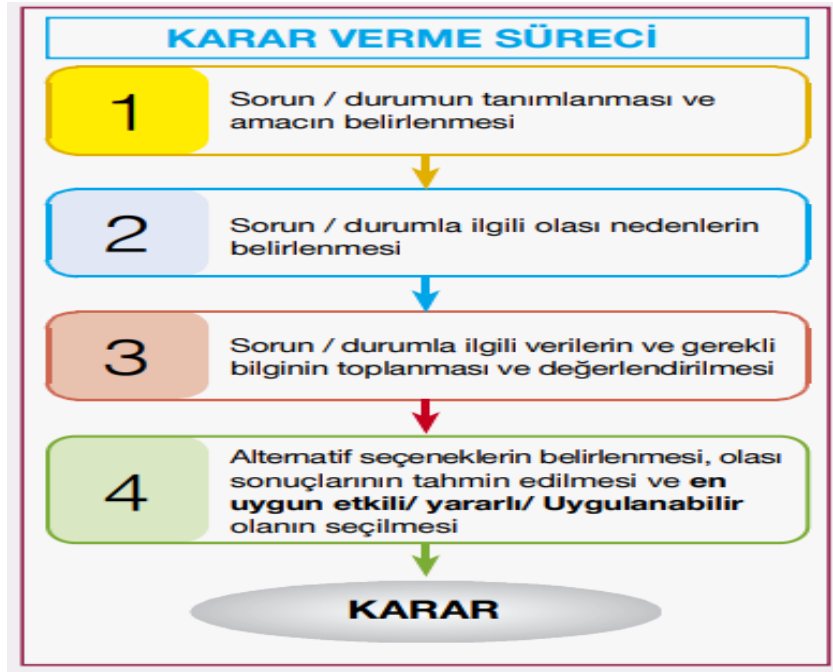 KARAR VERME SÜRECİ
1
Sorun / durumun tanımlanması ve
amacın belirlenmesi
2
Sorun / durumla ilgili olası nedenlerin
belirlenmesi
3
Sorun / durumla ilgili verilerin ve gerekli
bilginin toplanması ve değerlendirilmesi
4
Alternatif seçeneklerin belirlenmesi, olası
sonuçlarının tahmin edilmesi ve en
uygun etkili/ yararlı/ Uygulanabilir
olanın seçilmesi
KARAR